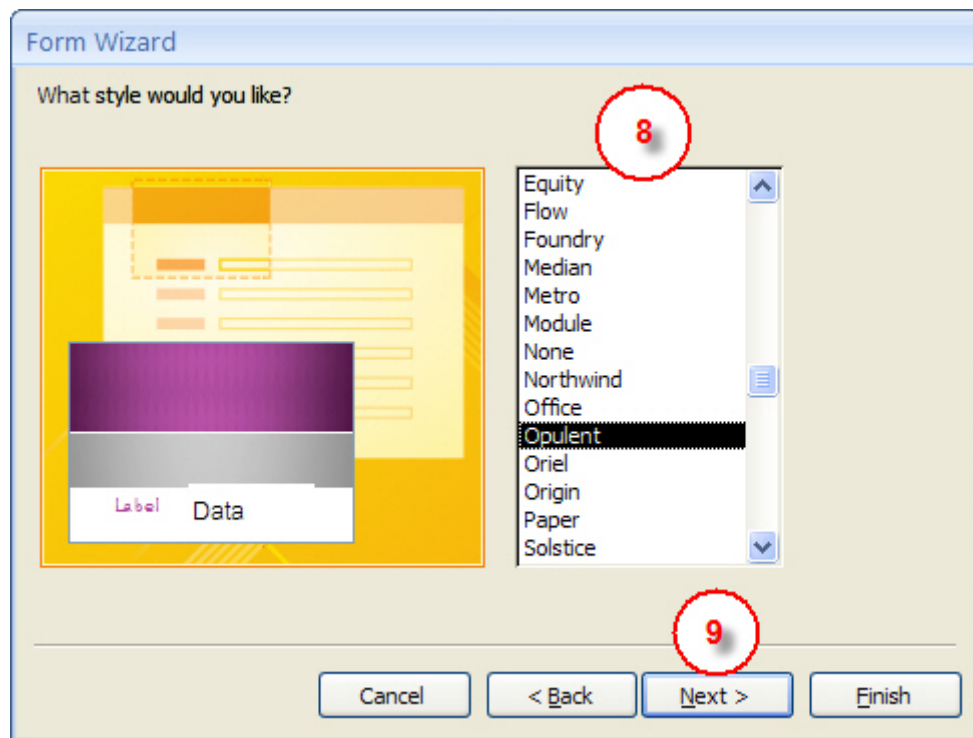 Form Wizard
What style would you like?
8
Equity
Flow
Foundry
Median
Metro
Module
None
Northwind
Office
Opulent
Oriel
Origin
Paper
Solstice
Label Data
9
Cancel < Back Next > Finish